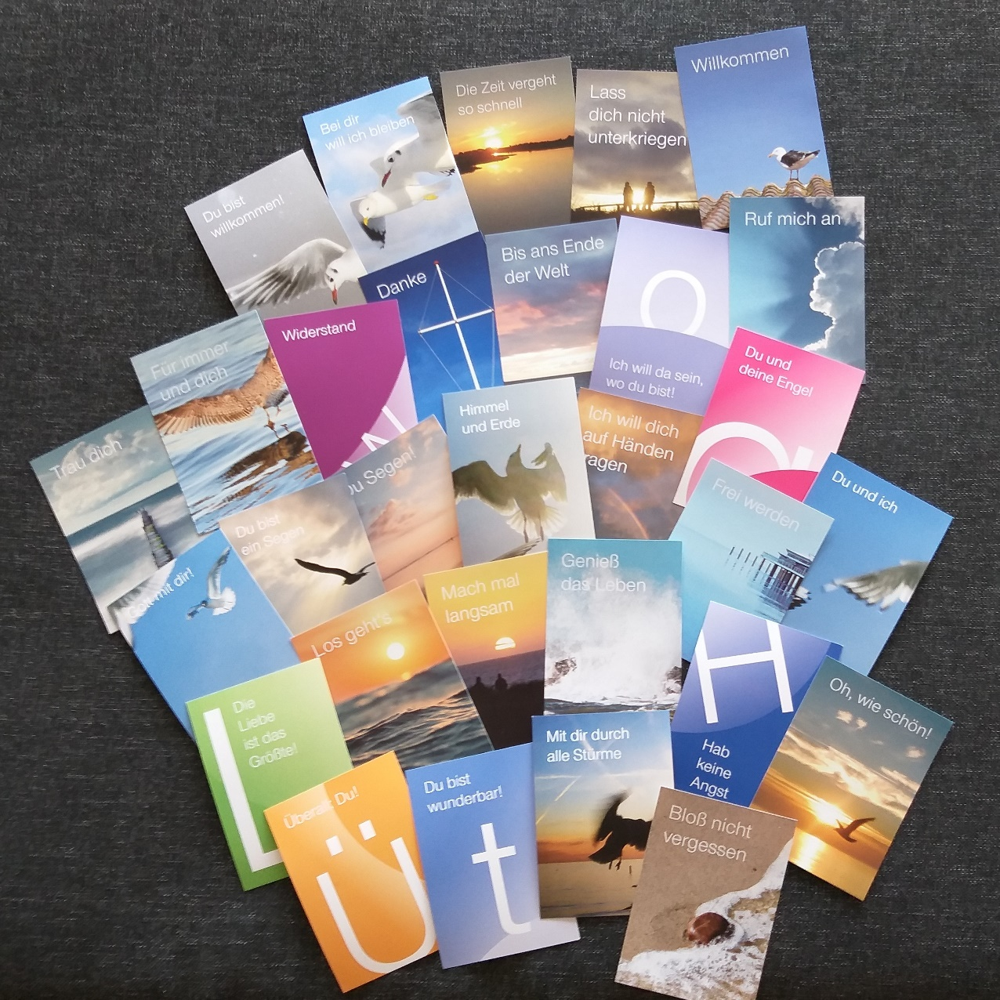 Willkommen
Die Zeit vergeht
so schnell
Lass
dich nicht
unterkriegen
Bei dir
will ich bleiben
Du bist
willkommen!
Ruf mich an
Bis ans Ende
der Welt
Danke
o
Ich will da sein,
wo du bist!
Widerstand
W
Für immer
und dich
Du und
deine Engel
Himmel
und Erde
Ich will dich
auf Händen
Trau dich
Segen!
Frei werden
Du und ich
Du bist
ein Segen
mit dir!
Genieß
das Leben
Mach mal
langsam
Los geht's
H
Hab
keine
Angst
Oh, wie schön!
L
Die
Liebe
ist das
Größte!
Mit dir durch
alle Stürme
Du bist
wunderbar!
t
Überall Du!
Ü
Bloß nicht
vergessen